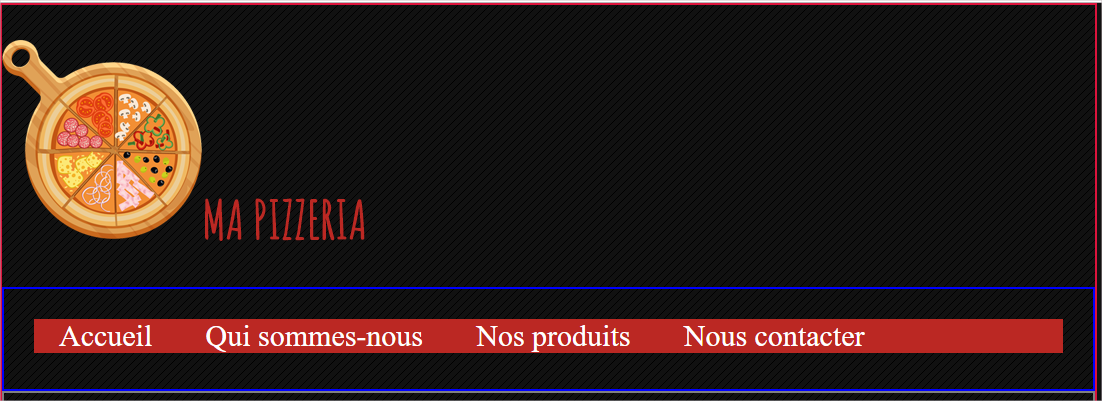 MA PIZZERIA
Accueil Qui sommes-nous Nos produits Nous contacter